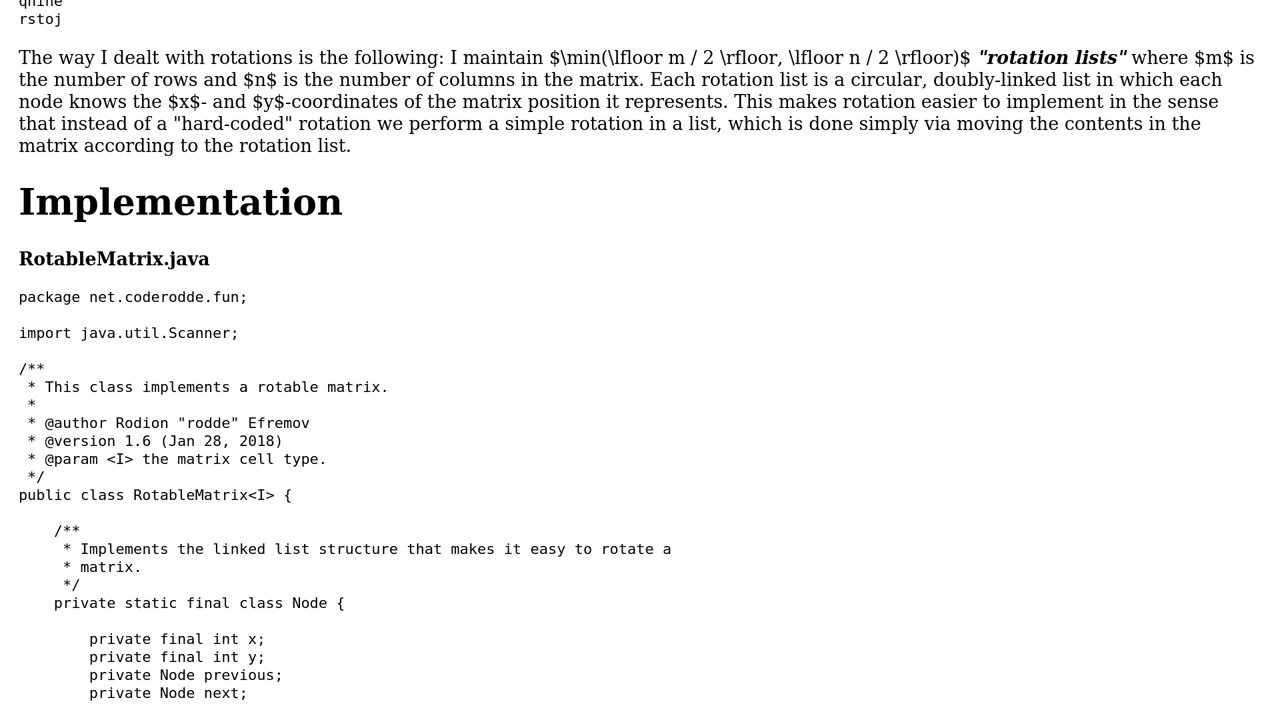 qnine
rstoj
The way I dealt with rotations is the following: I maintain $\min(\lfloor m / 2 \rfloor, \lfloor n / 2 \rfloor)$ "rotation lists" where $m$ is
the number of rows and $n$ is the number of columns in the matrix. Each rotation list is a circular, doubly-linked list in which each
node knows the $x$- and $y$-coordinates of the matrix position it represents. This makes rotation easier to implement in the sense
that instead of a "hard-coded" rotation we perform a simple rotation in a list, which is done simply via moving the contents in the
matrix according to the rotation list.
Implementation
RotableMatrix.java
package net.coderodde.fun;
import java.util.Scanner;
/**
 * This class implements a rotable matrix.
 *
 * @author Rodion "rodde" Efremov
 * @version 1.6 (Jan 28, 2018)
 * @param <I> the matrix cell type.
 */
public class RotableMatrix<I> {
    /**
     * Implements the linked list structure that makes it easy to rotate a
     * matrix.
     */
    private static final class Node {
        private final int x;
        private final int y;
        private Node previous;
        private Node next;